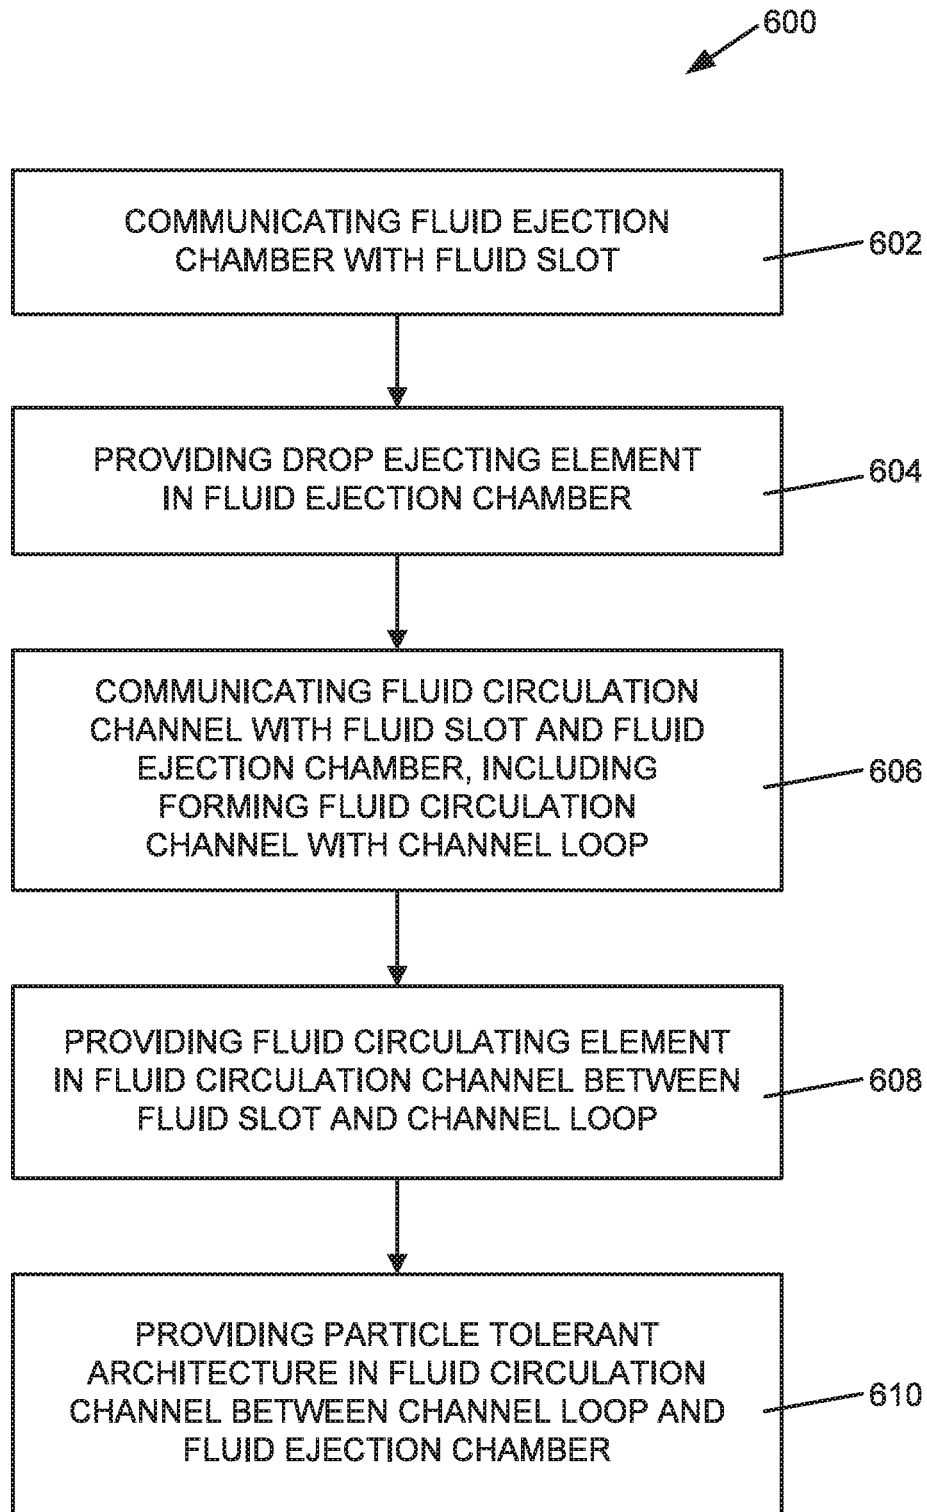 600
COMMUNICATING FLUID EJECTION
CHAMBER WITH FLUID SLOT
602
PROVIDING DROP EJECTING ELEMENT
IN FLUID EJECTION CHAMBER
604
COMMUNICATING FLUID CIRCULATION
CHANNEL WITH FLUID SLOT AND FLUID
EJECTION CHAMBER, INCLUDING
FORMING FLUID CIRCULATION
CHANNEL WITH CHANNEL LOOP
606
PROVIDING FLUID CIRCULATING ELEMENT
IN FLUID CIRCULATION CHANNEL BETWEEN
FLUID SLOT AND CHANNEL LOOP
608
PROVIDING PARTICLE TOLERANT
ARCHITECTURE IN FLUID CIRCULATION
CHANNEL BETWEEN CHANNEL LOOP AND
FLUID EJECTION CHAMBER
610